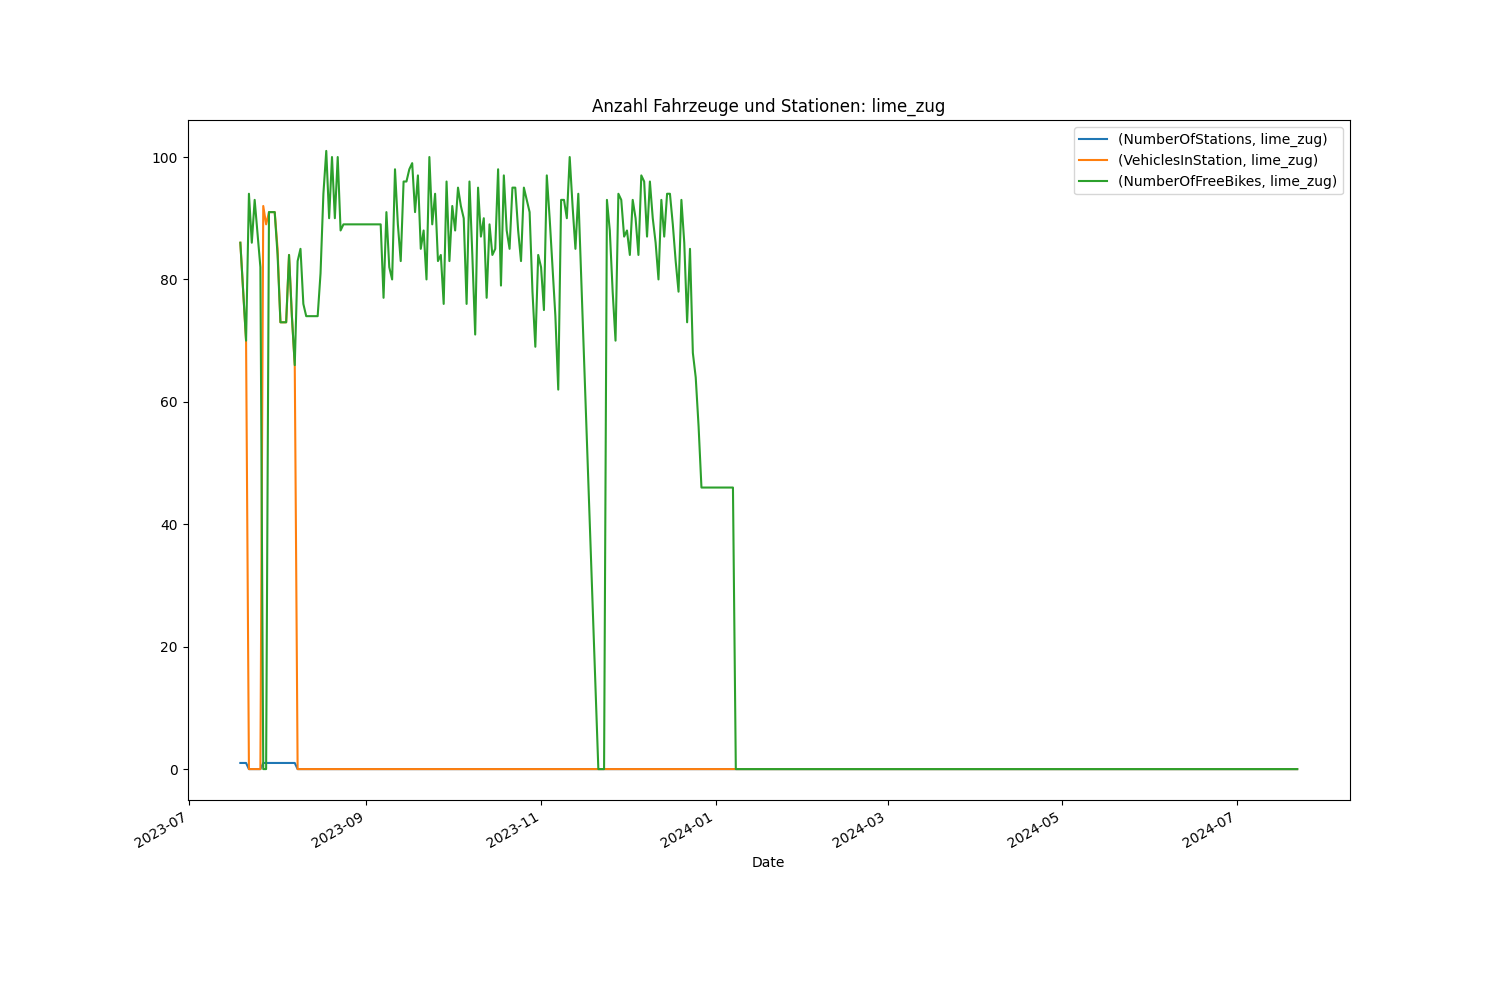 Anzahl Fahrzeuge und Stationen: lime_zug
(NumberOfStations, lime_zug)
(VehiclesInStation, lime_zug)
(NumberOfFreeBikes, lime_zug)
100
80
60
40
20
0
2023-07
2023-09
2023-11
2024-01
2024-03
2024-05
2024-07
Date